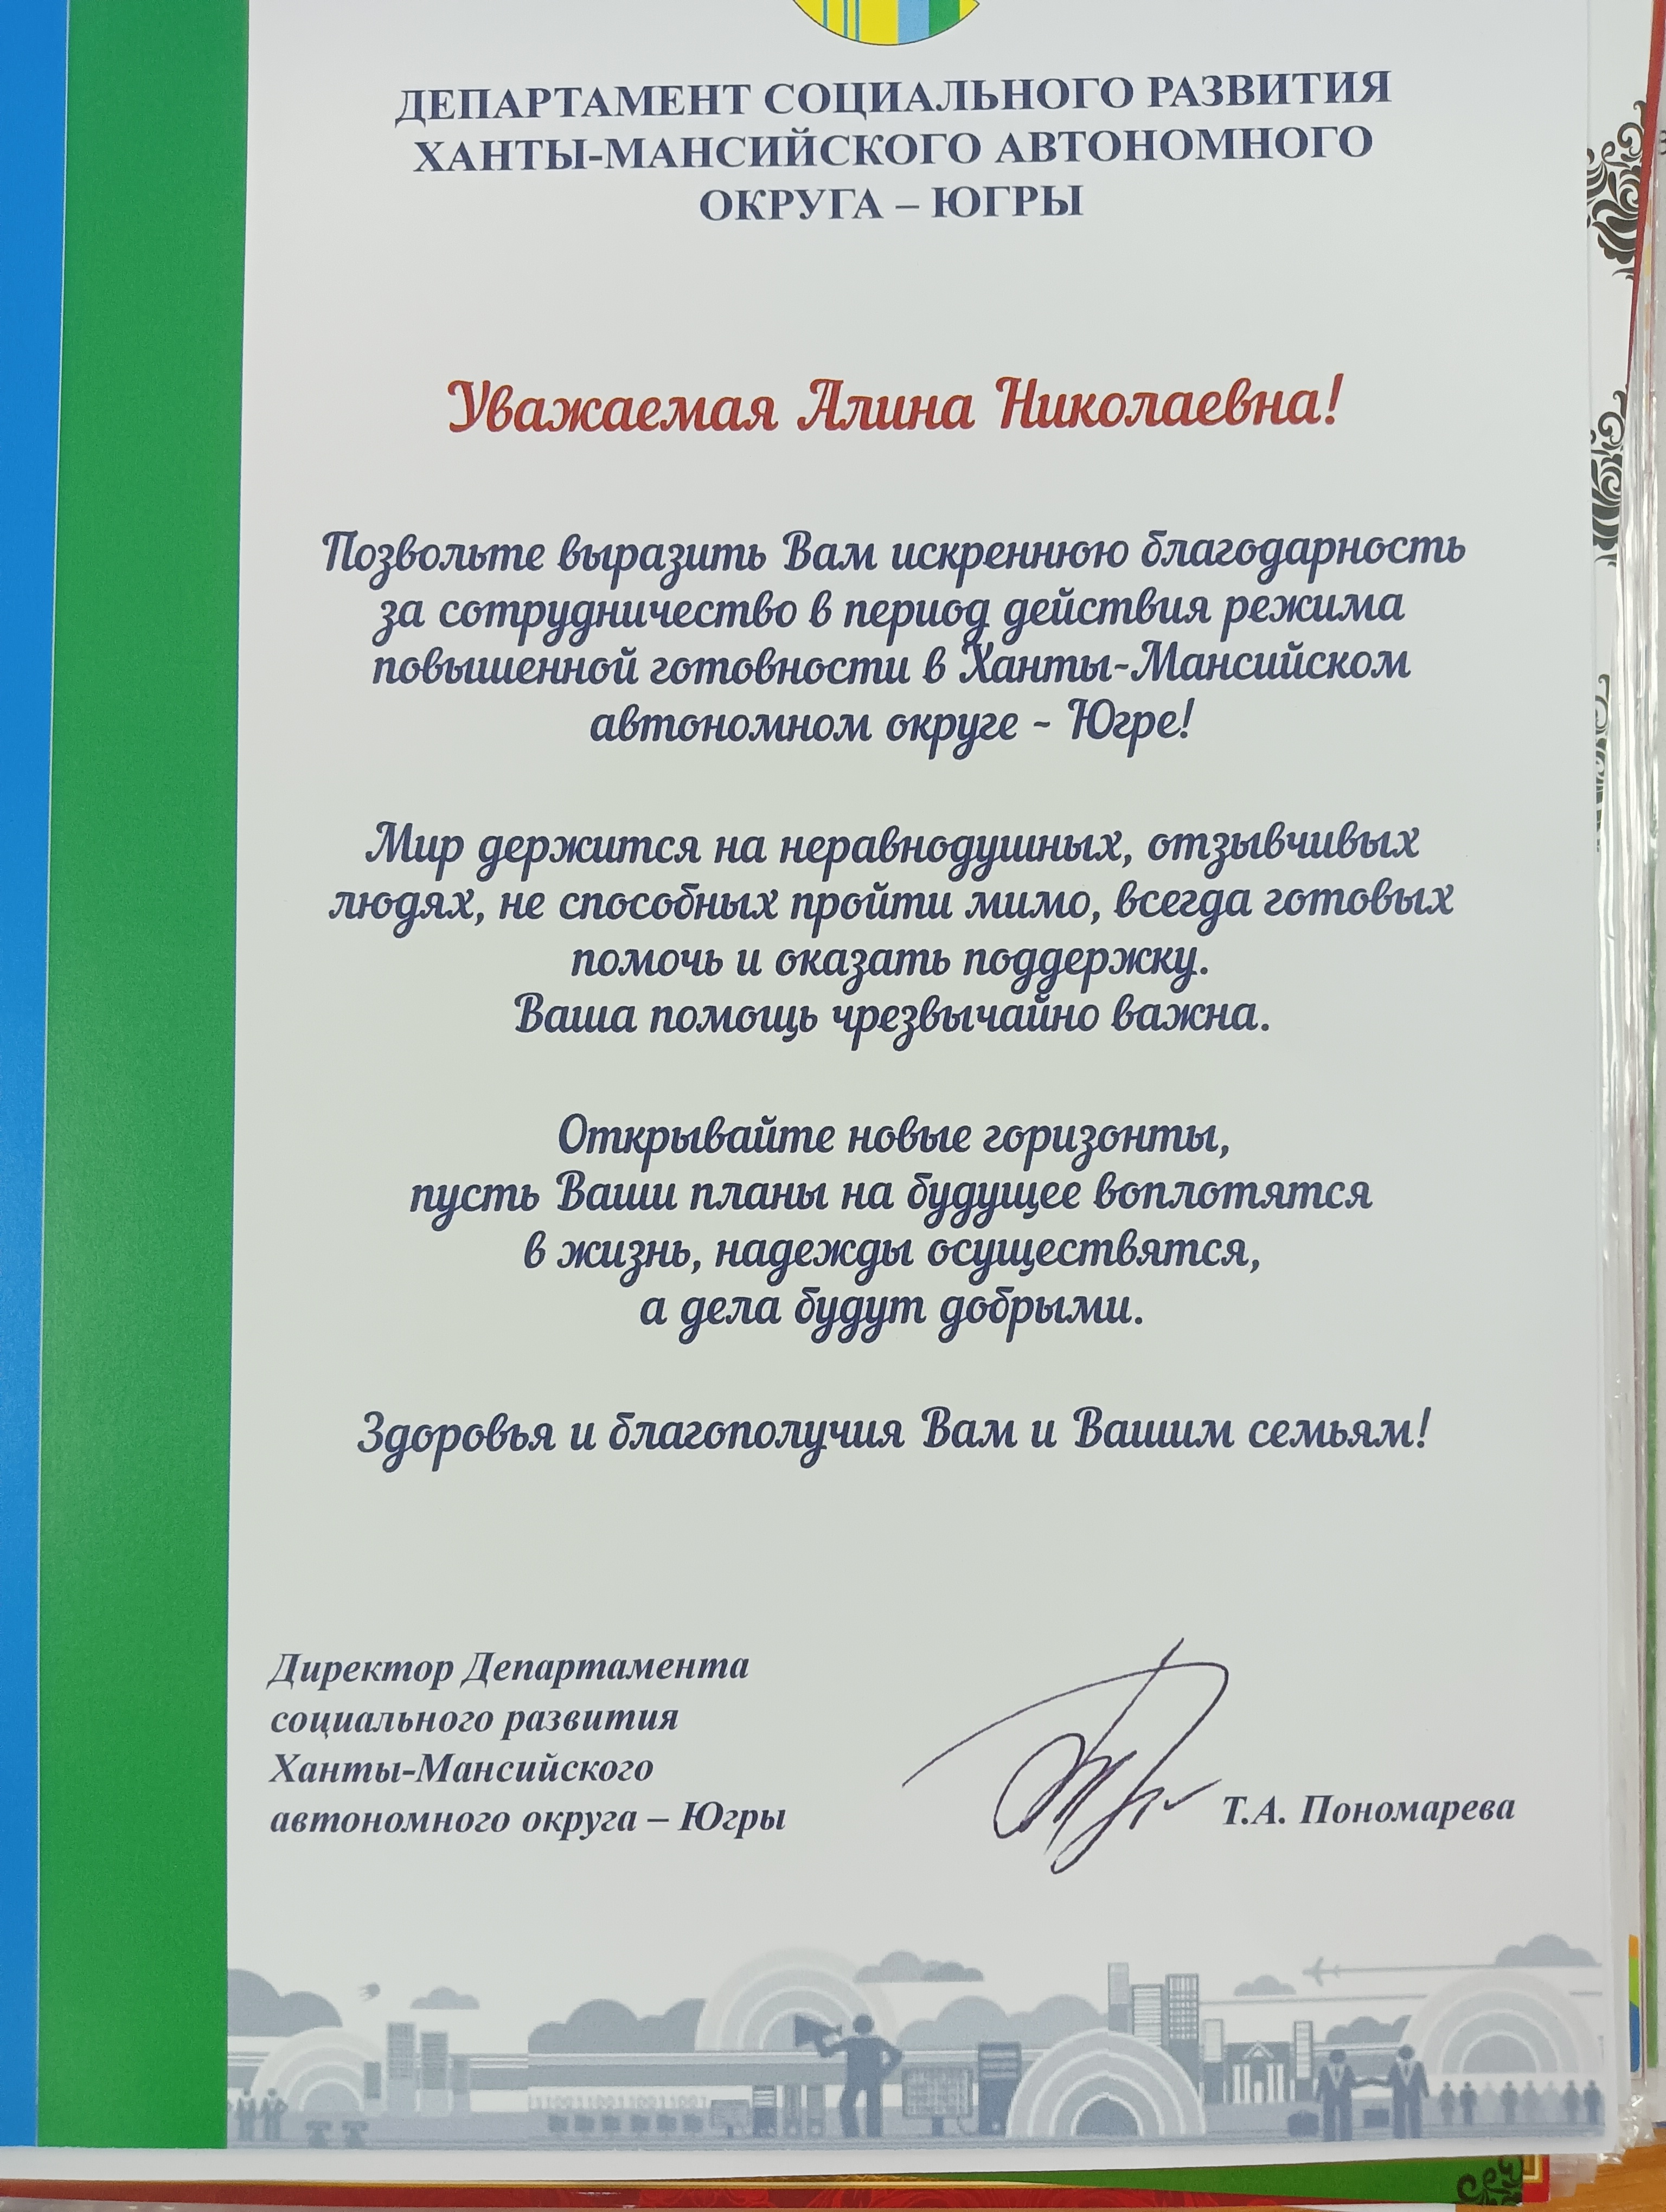 ДЕПАРТАМЕНТ СОЦИАЛЬНОГО РАЗВИТИЯ
ХАНТЫ-МАНСИЙСКОГО АВТОНОМНОГО
ОКРУГА – ЮГРЫ
Уважаемая Алина Николаевна!
Позвольте выразить Вам искреннюю благодарность
за сотрудничество в период действия режима
повышенной готовности в Ханты-Мансийском
автономном округе - Югре!
Мир держится на неравнодушных, отзывчивых
людях, не способных пройти мимо, всегда готовых
помочь и оказать поддержку.
Ваша помощь чрезвычайно важна.
Открывайте новые горизонты,
пусть Ваши планы на будущее воплотятся
в жизнь, надежды осуществятся,
а дела будут добрыми.
Здоровья и благополучия Вам и Вашим семьям!
Директор Департамента
социального развития
Ханты-Мансийского
автономного округа – Югры
Т.А. Пономарева